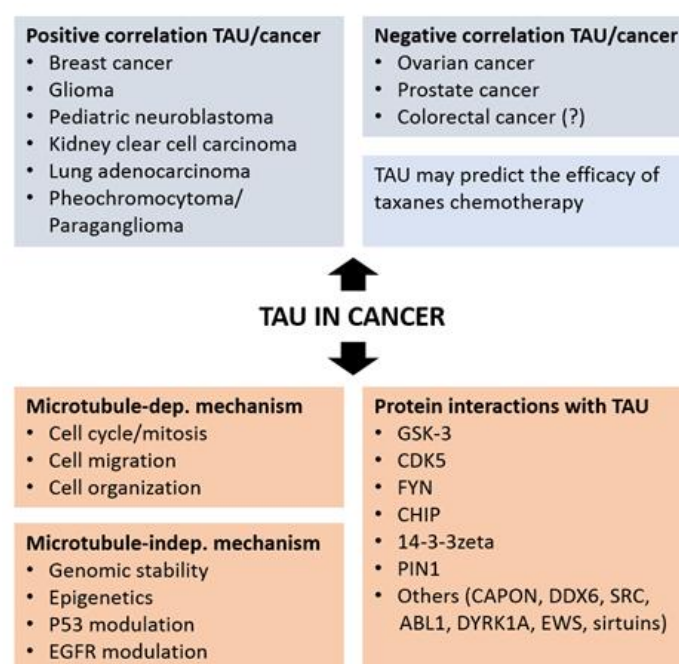 Positive correlation TAU/cancer
• Breast cancer
• Glioma
• Pediatric neuroblastoma
• Kidney clear cell carcinoma
• Lung adenocarcinoma
• Pheochromocytoma/
Paraganglioma
Negative correlation TAU/cancer
• Ovarian cancer
• Prostate cancer
• Colorectal cancer (?)
TAU may predict the efficacy of
taxanes chemotherapy
TAU IN CANCER
Microtubule-dep. mechanism
• Cell cycle/mitosis
• Cell migration
• Cell organization
Microtubule-indep. mechanism
• Genomic stability
• Epigenetics
• P53 modulation
• EGFR modulation
Protein interactions with TAU
• GSK-3
• CDK5
• FYN
• CHIP
• 14-3-3zeta
• PIN1
• Others (CAPON, DDX6, SRC,
ABL1, DYRK1A, EWS, sirtuins)